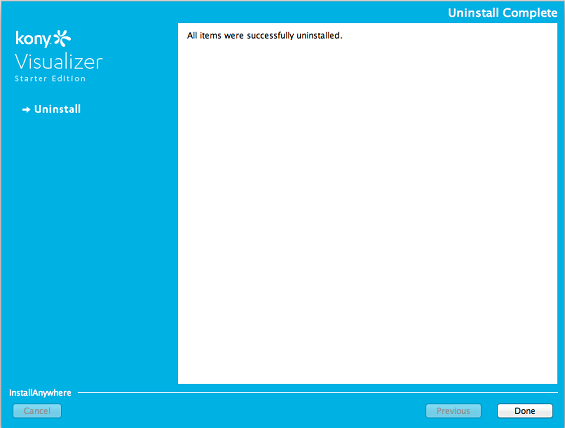 Uninstall Complete
kony
Visualizer
Starter Edition
➔ Uninstall
All items were successfully uninstalled.
InstallAnywhere
Cancel
Previous
Done